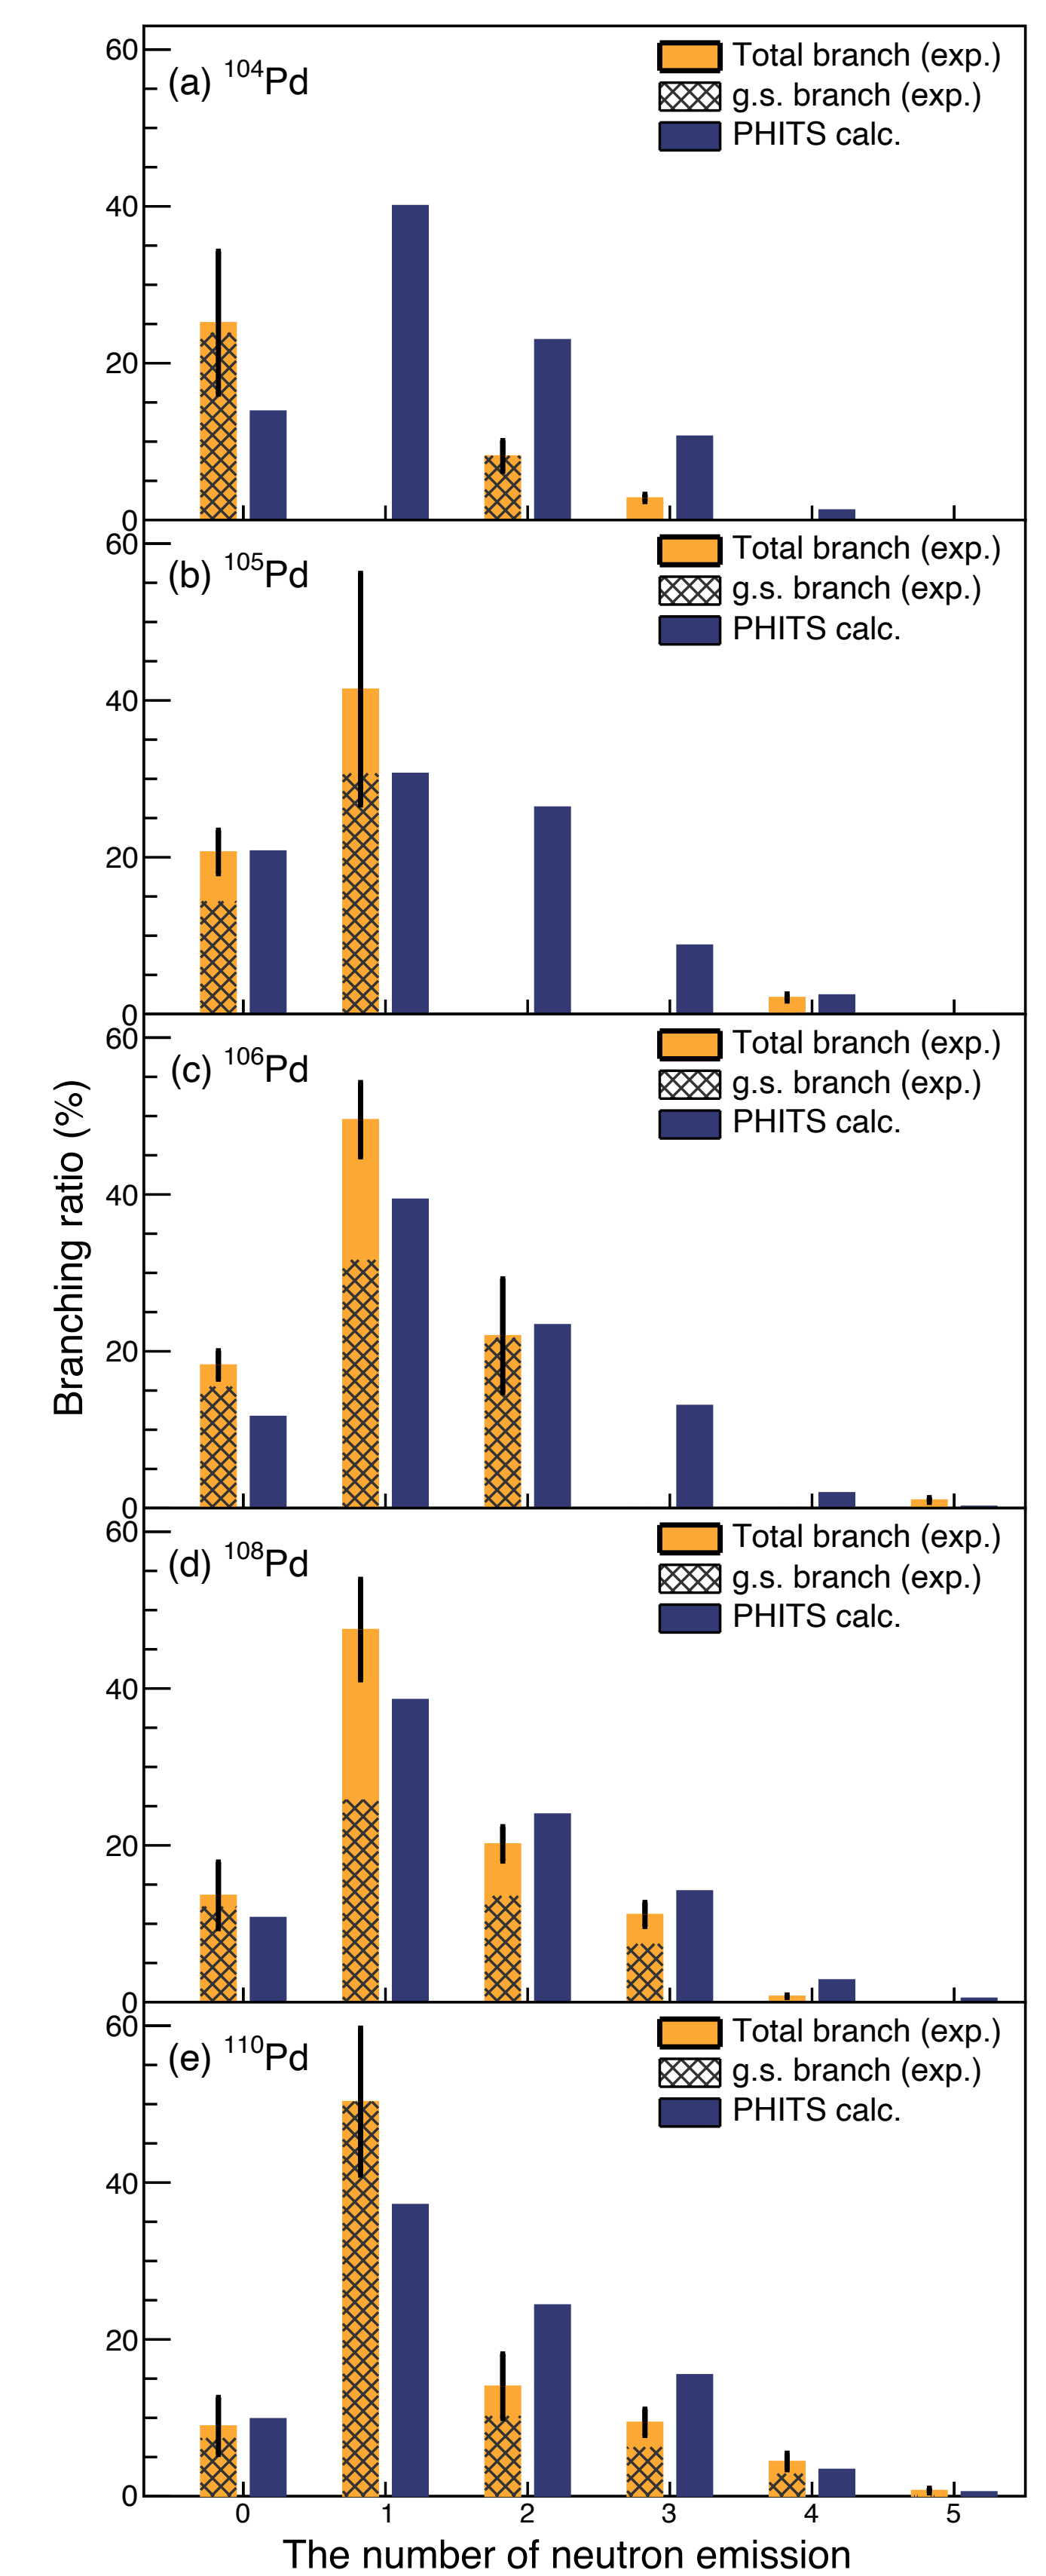 60
(a) ¹⁰⁴Pd
Total branch (exp.)
g.s. branch (exp.)
PHITS calc.
40
20
0
60
(b) ¹⁰⁵Pd
Total branch (exp.)
g.s. branch (exp.)
PHITS calc.
40
20
0
60
(c) ¹⁰⁶Pd
Total branch (exp.)
g.s. branch (exp.)
PHITS calc.
40
20
0
Branching ratio (%)
60
(d) ¹⁰⁸Pd
Total branch (exp.)
g.s. branch (exp.)
PHITS calc.
40
20
0
60
(e) ¹¹⁰Pd
Total branch (exp.)
g.s. branch (exp.)
PHITS calc.
40
20
0
0 1 2 3 4 5
The number of neutron emission